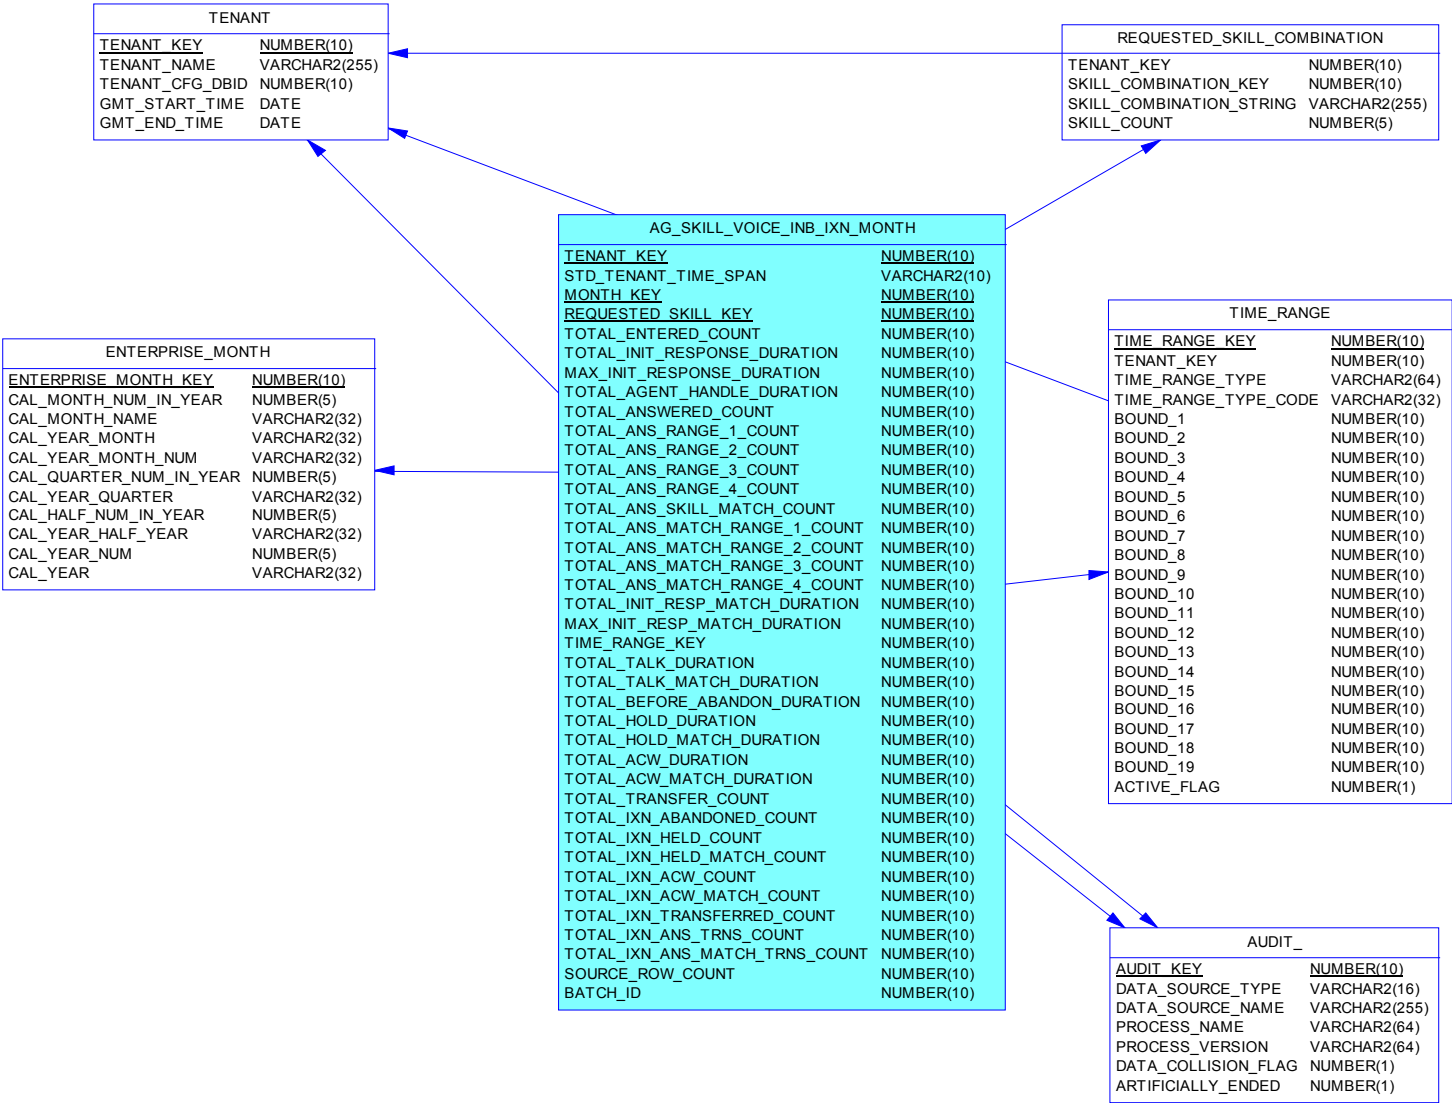 TENANT
TENANT_KEY NUMBER(10)
TENANT_NAME VARCHAR2(255)
TENANT_CFG_DBID NUMBER(10)
GMT_START_TIME DATE
GMT_END_TIME DATE
REQUESTED_SKILL_COMBINATION
TENANT_KEY NUMBER(10)
SKILL_COMBINATION_KEY NUMBER(10)
SKILL_COMBINATION_STRING VARCHAR2(255)
SKILL_COUNT NUMBER(5)
AG_SKILL_VOICE_INB_IXN_MONTH
TENANT_KEY NUMBER(10)
STD_TENANT_TIME_SPAN VARCHAR2(10)
MONTH_KEY NUMBER(10)
REQUESTED_SKILL_KEY NUMBER(10)
TOTAL_ENTERED_COUNT NUMBER(10)
TOTAL_INIT_RESPONSE_DURATION NUMBER(10)
MAX_INIT_RESPONSE_DURATION NUMBER(10)
TOTAL_AGENT_HANDLE_DURATION NUMBER(10)
TOTAL_ANSWERED_COUNT NUMBER(10)
TOTAL_ANS_RANGE_1_COUNT NUMBER(10)
TOTAL_ANS_RANGE_2_COUNT NUMBER(10)
TOTAL_ANS_RANGE_3_COUNT NUMBER(10)
TOTAL_ANS_RANGE_4_COUNT NUMBER(10)
TOTAL_ANS_SKILL_MATCH_COUNT NUMBER(10)
TOTAL_ANS_MATCH_RANGE_1_COUNT NUMBER(10)
TOTAL_ANS_MATCH_RANGE_2_COUNT NUMBER(10)
TOTAL_ANS_MATCH_RANGE_3_COUNT NUMBER(10)
TOTAL_ANS_MATCH_RANGE_4_COUNT NUMBER(10)
TOTAL_INIT_RESP_MATCH_DURATION NUMBER(10)
MAX_INIT_RESP_MATCH_DURATION NUMBER(10)
TIME_RANGE_KEY NUMBER(10)
TOTAL_TALK_DURATION NUMBER(10)
TOTAL_TALK_MATCH_DURATION NUMBER(10)
TOTAL_BEFORE_ABANDON_DURATION NUMBER(10)
TOTAL_HOLD_DURATION NUMBER(10)
TOTAL_HOLD_MATCH_DURATION NUMBER(10)
TOTAL_ACW_DURATION NUMBER(10)
TOTAL_ACW_MATCH_DURATION NUMBER(10)
TOTAL_TRANSFER_COUNT NUMBER(10)
TOTAL_IXN_ABANDONED_COUNT NUMBER(10)
TOTAL_IXN_HELD_COUNT NUMBER(10)
TOTAL_IXN_HELD_MATCH_COUNT NUMBER(10)
TOTAL_IXN_ACW_COUNT NUMBER(10)
TOTAL_IXN_ACW_MATCH_COUNT NUMBER(10)
TOTAL_IXN_TRANSFERRED_COUNT NUMBER(10)
TOTAL_IXN_ANS_TRNS_COUNT NUMBER(10)
TOTAL_IXN_ANS_MATCH_TRNS_COUNT NUMBER(10)
SOURCE_ROW_COUNT NUMBER(10)
BATCH_ID NUMBER(10)
ENTERPRISE_MONTH
ENTERPRISE_MONTH_KEY NUMBER(10)
CAL_MONTH_NUM_IN_YEAR NUMBER(5)
CAL_MONTH_NAME VARCHAR2(32)
CAL_YEAR_MONTH VARCHAR2(32)
CAL_YEAR_MONTH_NUM VARCHAR2(32)
CAL_QUARTER_NUM_IN_YEAR NUMBER(5)
CAL_YEAR_QUARTER VARCHAR2(32)
CAL_HALF_NUM_IN_YEAR NUMBER(5)
CAL_YEAR_HALF_YEAR VARCHAR2(32)
CAL_YEAR_NUM NUMBER(5)
CAL_YEAR VARCHAR2(32)
TIME_RANGE
TIME_RANGE_KEY NUMBER(10)
TENANT_KEY NUMBER(10)
TIME_RANGE_TYPE VARCHAR2(64)
TIME_RANGE_TYPE_CODE VARCHAR2(32)
BOUND_1 NUMBER(10)
BOUND_2 NUMBER(10)
BOUND_3 NUMBER(10)
BOUND_4 NUMBER(10)
BOUND_5 NUMBER(10)
BOUND_6 NUMBER(10)
BOUND_7 NUMBER(10)
BOUND_8 NUMBER(10)
BOUND_9 NUMBER(10)
BOUND_10 NUMBER(10)
BOUND_11 NUMBER(10)
BOUND_12 NUMBER(10)
BOUND_13 NUMBER(10)
BOUND_14 NUMBER(10)
BOUND_15 NUMBER(10)
BOUND_16 NUMBER(10)
BOUND_17 NUMBER(10)
BOUND_18 NUMBER(10)
BOUND_19 NUMBER(10)
ACTIVE_FLAG NUMBER(1)
AUDIT_
AUDIT_KEY NUMBER(10)
DATA_SOURCE_TYPE VARCHAR2(16)
DATA_SOURCE_NAME VARCHAR2(255)
PROCESS_NAME VARCHAR2(64)
PROCESS_VERSION VARCHAR2(64)
DATA_COLLISION_FLAG NUMBER(1)
ARTIFICIALLY_ENDED NUMBER(1)